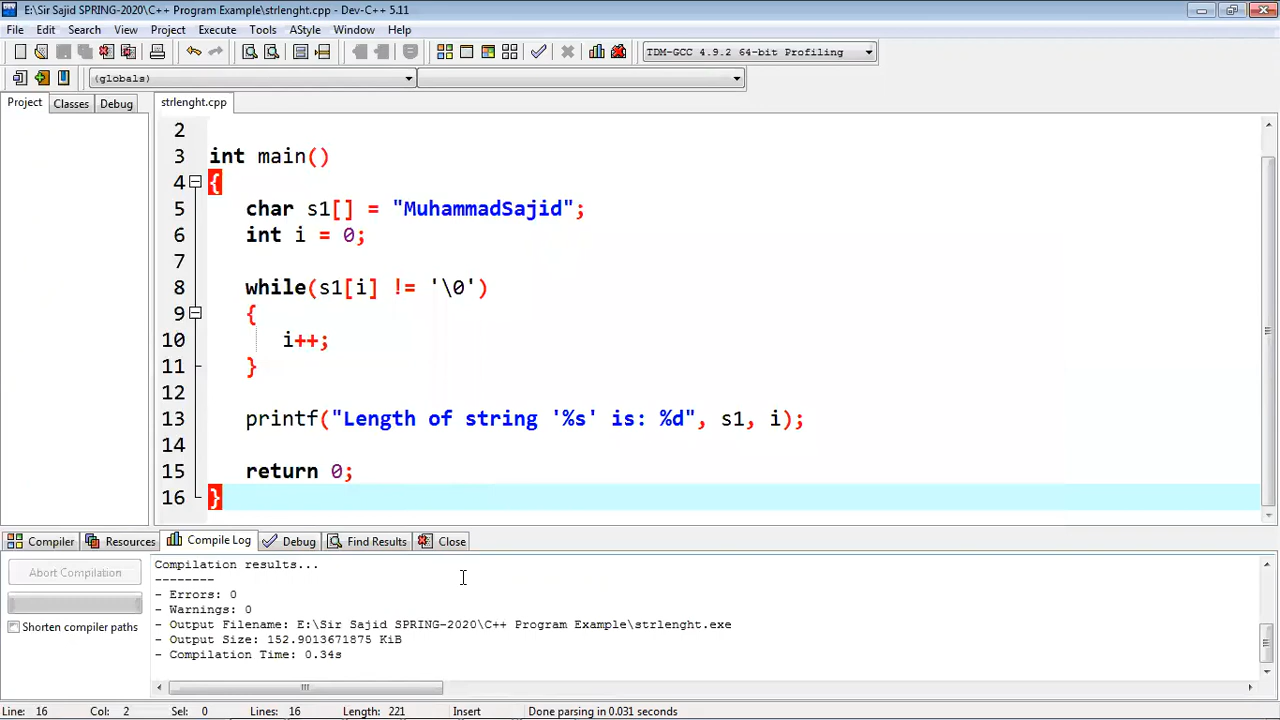 E:\Sir Sajid SPRING-2020\C++ Program Example\strlenght.cpp - Dev-C++ 5.11
File Edit Search View Project Execute Tools AStyle Window Help
TDM-GCC 4.9.2 64-bit Profiling
(globals)
Project Classes Debug strlenght.cpp
2
3 int main()
4 {
5 char s1[] = "MuhammadSajid";
6 int i = 0;
7
8 while(s1[i] != '\0')
9 {
10 i++;
11 }
12
13 printf("Length of string '%s' is: %d", s1, i);
14
15 return 0;
16 }
Compiler Resources Compile Log Debug Find Results Close
Abort Compilation
Shorten compiler paths
Compilation results...
--------
- Errors: 0
- Warnings: 0
- Output Filename: E:\Sir Sajid SPRING-2020\C++ Program Example\strlenght.exe
- Output Size: 152.9013671875 KiB
- Compilation Time: 0.34s
Line: 16 Col: 2 Sel: 0 Lines: 16 Length: 221 Insert Done parsing in 0.031 seconds